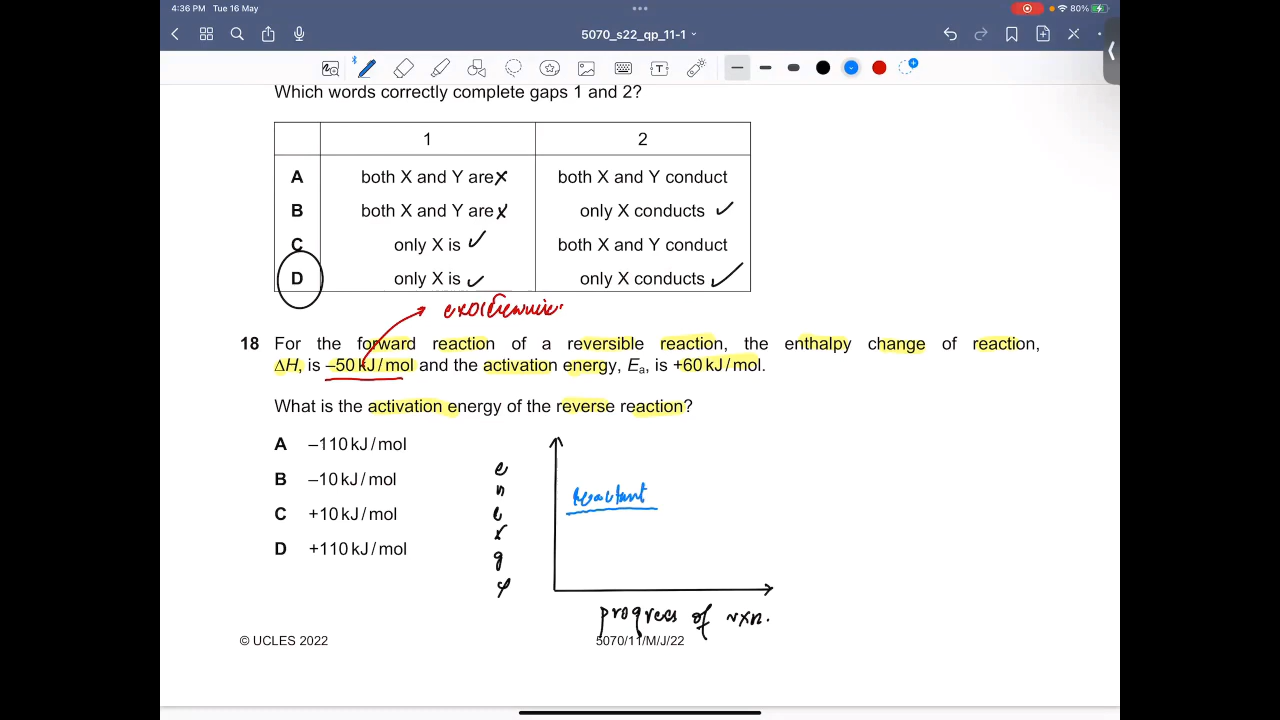 4:36 PM Tue 16 May
80%
5070_s22_qp_11-1
Which words correctly complete gaps 1 and 2?
1 2
A both X and Y are x both X and Y conduct
B both X and Y are x only X conducts ✓
C only X is ✓ both X and Y conduct
D only X is ✓ only X conducts ✓
exothermic
18 For the forward reaction of a reversible reaction, the enthalpy change of reaction,
ΔH, is –50 kJ/mol and the activation energy, Ea, is +60 kJ/mol.
What is the activation energy of the reverse reaction?
A –110 kJ/mol
B –10 kJ/mol
C +10 kJ/mol
D +110 kJ/mol
energy
reactant
progress of rxn.
© UCLES 2022 5070/11/M/J/22